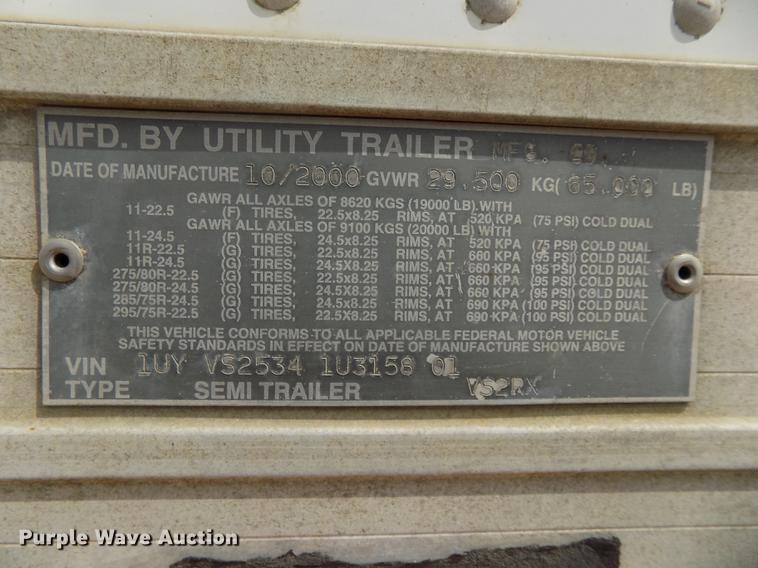 MFD. BY UTILITY TRAILER MFG. CO.
DATE OF MANUFACTURE 10/2000 GVWR 29.500 KG( 65.000 LB)
GAWR ALL AXLES OF 8620 KGS (19000 LB) WITH
11-22.5 (F) TIRES, 22.5x8.25 RIMS, AT 520 KPA (75 PSI) COLD DUAL
GAWR ALL AXLES OF 9100 KGS (20000 LB) WITH
11-24.5 (F) TIRES, 24.5x8.25 RIMS, AT 520 KPA (75 PSI) COLD DUAL
11R-22.5 (G) TIRES, 22.5X8.25 RIMS, AT 660 KPA (95 PSI) COLD DUAL
11R-24.5 (G) TIRES, 24.5X8.25 RIMS, AT 660 KPA (95 PSI) COLD DUAL
275/80R-22.5 (G) TIRES, 22.5X8.25 RIMS, AT 660 KPA (95 PSI) COLD DUAL
275/80R-24.5 (G) TIRES, 24.5X8.25 RIMS, AT 660 KPA (95 PSI) COLD DUAL
285/75R-24.5 (G) TIRES, 24.5x8.25 RIMS, AT 690 KPA (100 PSI) COLD DUAL
295/75R-22.5 (G) TIRES, 22.5x8.25 RIMS, AT 690 KPA (100 PSI) COLD DUAL
THIS VEHICLE CONFORMS TO ALL APPLICABLE FEDERAL MOTOR VEHICLE
SAFETY STANDARDS IN EFFECT ON DATE OF MANUFACTURE SHOWN ABOVE
VIN 1UY VS2534 1U3158 01
TYPE SEMI TRAILER VS2RX
Purple Wave Auction